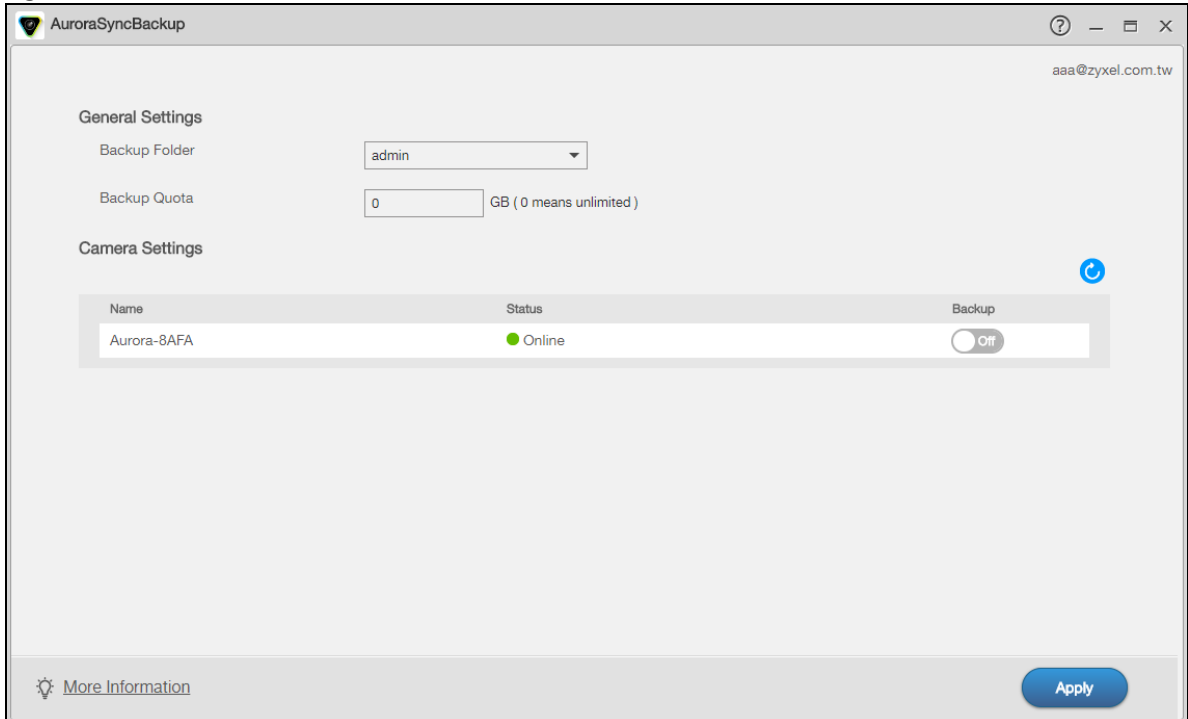 AuroraSyncBackup
aaa@zyxel.com.tw
General Settings
Backup Folder admin
Backup Quota 0 GB ( 0 means unlimited )
Camera Settings
Name Status Backup
Aurora-8AFA Online Off
More Information Apply